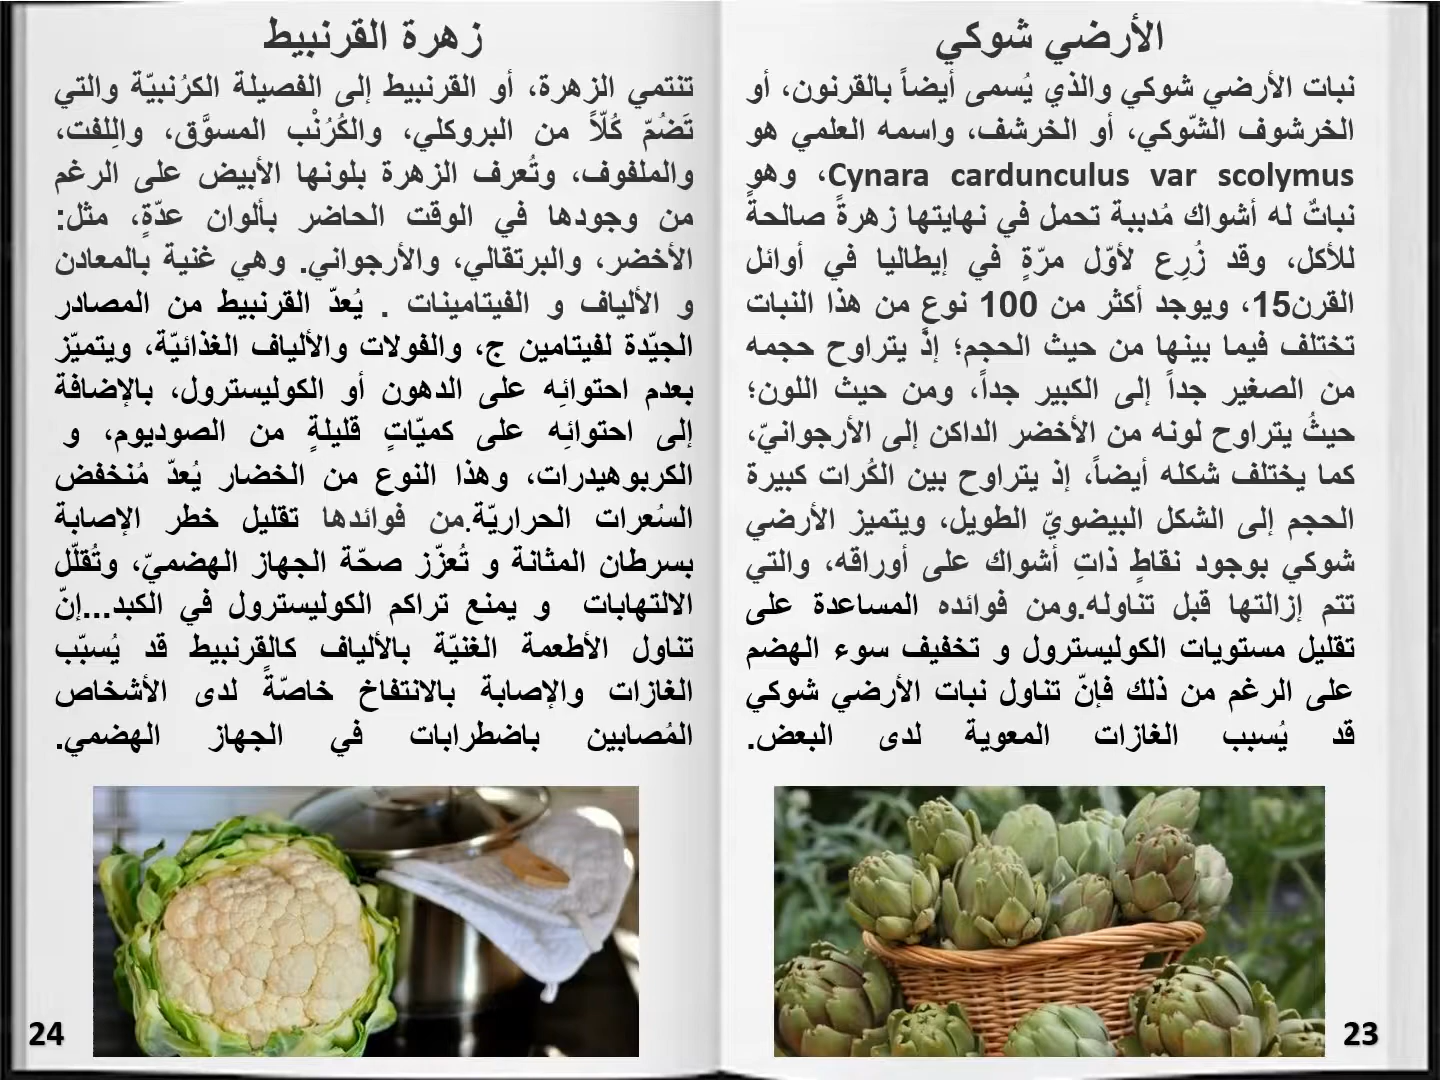 الأرضي شوكي
نبات الأرضي شوكي والذي يُسمى أيضاً بالقرنون، أو
الخرشوف الشّوكي، أو الخرشف، واسمه العلمي هو
Cynara cardunculus var scolymus، وهو
نباتٌ له أشواك مُدببة تحمل في نهايتها زهرةً صالحةً
للأكل، وقد زُرِع لأوّل مرّةٍ في إيطاليا في أوائل
القرن15، ويوجد أكثر من 100 نوعٍ من هذا النبات
تختلف فيما بينها من حيث الحجم؛ إذّ يتراوح حجمه
من الصغير جداً إلى الكبير جداً، ومن حيث اللون؛
حيثُ يتراوح لونه من الأخضر الداكن إلى الأرجوانيّ،
كما يختلف شكله أيضاً، إذ يتراوح بين الكُرات كبيرة
الحجم إلى الشكل البيضويّ الطويل، ويتميز الأرضي
شوكي بوجود نقاطٍ ذاتِ أشواك على أوراقه، والتي
تتم إزالتها قبل تناوله.ومن فوائده المساعدة على
تقليل مستويات الكوليسترول و تخفيف سوء الهضم
على الرغم من ذلك فإنّ تناول نبات الأرضي شوكي
قد يُسبب الغازات المعوية لدى البعض.
23
زهرة القرنبيط
تنتمي الزهرة، أو القرنبيط إلى الفصيلة الكرُنبيّة والتي
تَضُمّ كُلّاً من البروكلي، والكُرُنْب المسوَّق، والِلفت،
والملفوف، وتُعرف الزهرة بلونها الأبيض على الرغم
من وجودها في الوقت الحاضر بألوان عدّةٍ، مثل:
الأخضر، والبرتقالي، والأرجواني. وهي غنية بالمعادن
و الألياف و الفيتامينات . يُعدّ القرنبيط من المصادر
الجيّدة لفيتامين ج، والفولات والألياف الغذائيّة، ويتميّز
بعدم احتوائِه على الدهون أو الكوليسترول، بالإضافة
إلى احتوائِه على كميّاتٍ قليلةٍ من الصوديوم، و
الكربوهيدرات، وهذا النوع من الخضار يُعدّ مُنخفض
السُعرات الحراريّة.من فوائدها تقليل خطر الإصابة
بسرطان المثانة و تُعزّز صحّة الجهاز الهضميّ، وتُقلّل
الالتهابات و يمنع تراكم الكوليسترول في الكبد...إنّ
تناول الأطعمة الغنيّة بالألياف كالقرنبيط قد يُسبّب
الغازات والإصابة بالانتفاخ خاصّةً لدى الأشخاص
المُصابين باضطرابات في الجهاز الهضمي.
24